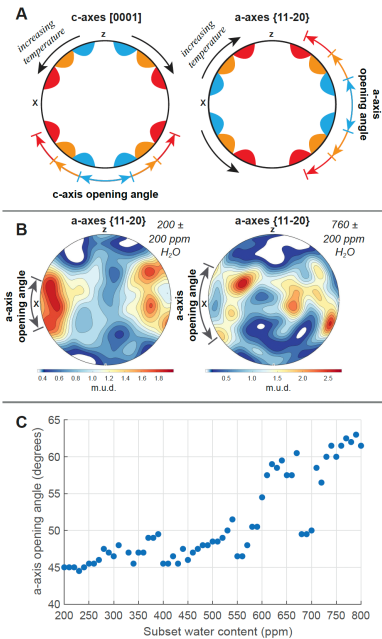 A
c-axes [0001]
a-axes {11-20}
z
increasing
temperature
increasing
temperature
x
x
a-axis
opening angle
c-axis opening angle
B
a-axes {11-20}
200 ±
200 ppm
H2O
a-axes {11-20}
760 ±
200 ppm
H2O
z
z
a-axis
opening angle
x
a-axis
opening angle
x
0.4 0.6 0.8 1.0 1.2 1.4 1.6 1.8
m.u.d.
0.5 1.0 1.5 2.0 2.5
m.u.d.
C
a-axis opening angle (degrees)
65
60
55
50
45
40
200 250 300 350 400 450 500 550 600 650 700 750 800
Subset water content (ppm)